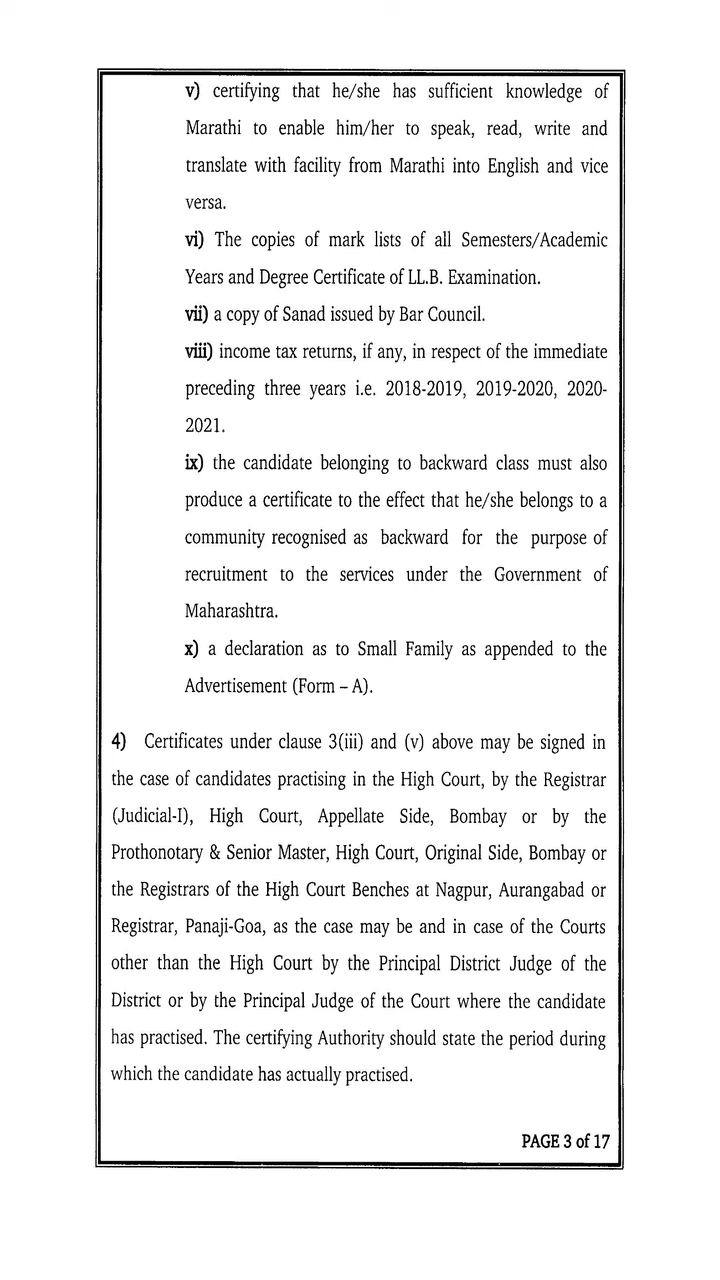 v) certifying that he/she has sufficient knowledge of
Marathi to enable him/her to speak, read, write and
translate with facility from Marathi into English and vice
versa.
vi) The copies of mark lists of all Semesters/Academic
Years and Degree Certificate of LL.B. Examination.
vii) a copy of Sanad issued by Bar Council.
viii) income tax returns, if any, in respect of the immediate
preceding three years i.e. 2018-2019, 2019-2020, 2020-
2021.
ix) the candidate belonging to backward class must also
produce a certificate to the effect that he/she belongs to a
community recognised as backward for the purpose of
recruitment to the services under the Government of
Maharashtra.
x) a declaration as to Small Family as appended to the
Advertisement (Form – A).
4) Certificates under clause 3(iii) and (v) above may be signed in
the case of candidates practising in the High Court, by the Registrar
(Judicial-I), High Court, Appellate Side, Bombay or by the
Prothonotary & Senior Master, High Court, Original Side, Bombay or
the Registrars of the High Court Benches at Nagpur, Aurangabad or
Registrar, Panaji-Goa, as the case may be and in case of the Courts
other than the High Court by the Principal District Judge of the
District or by the Principal Judge of the Court where the candidate
has practised. The certifying Authority should state the period during
which the candidate has actually practised.
PAGE 3 of 17